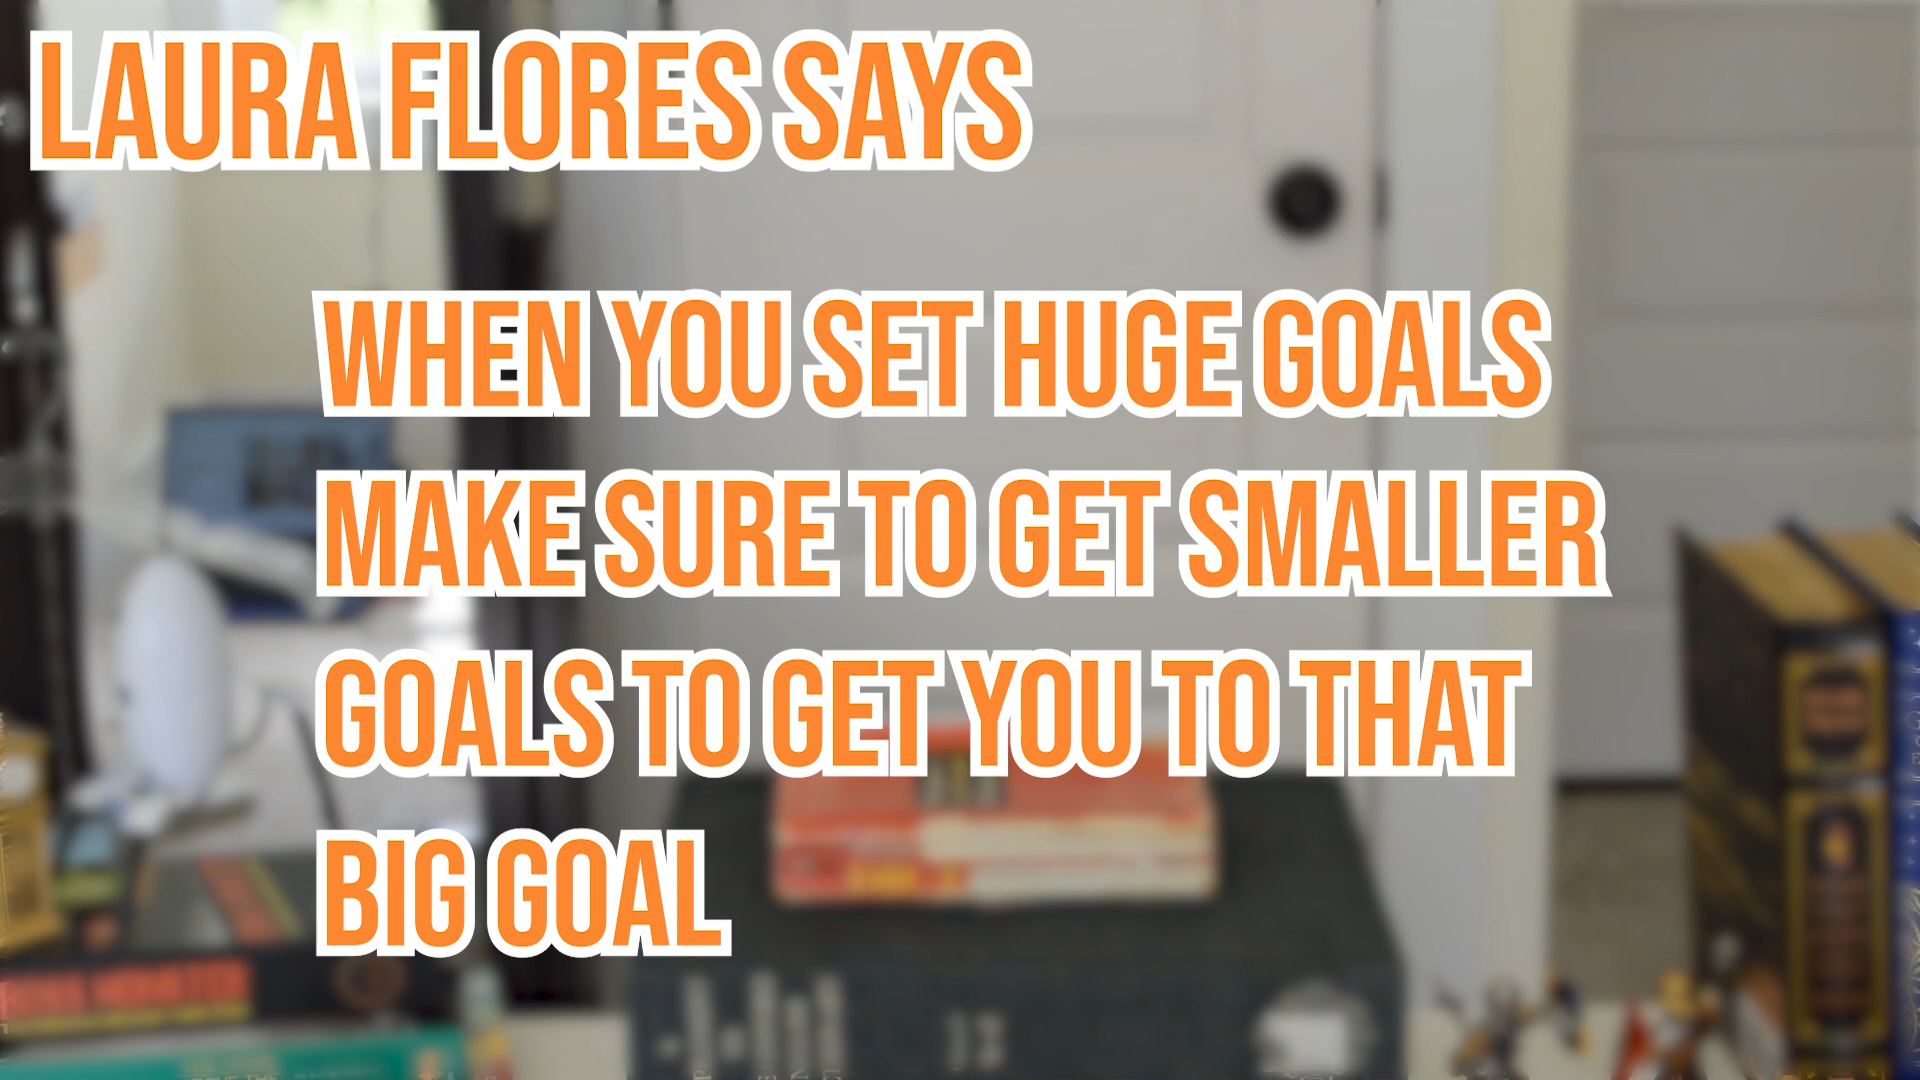 LAURA FLORES SAYS
WHEN YOU SET HUGE GOALS
MAKE SURE TO GET SMALLER
GOALS TO GET YOU TO THAT
BIG GOAL